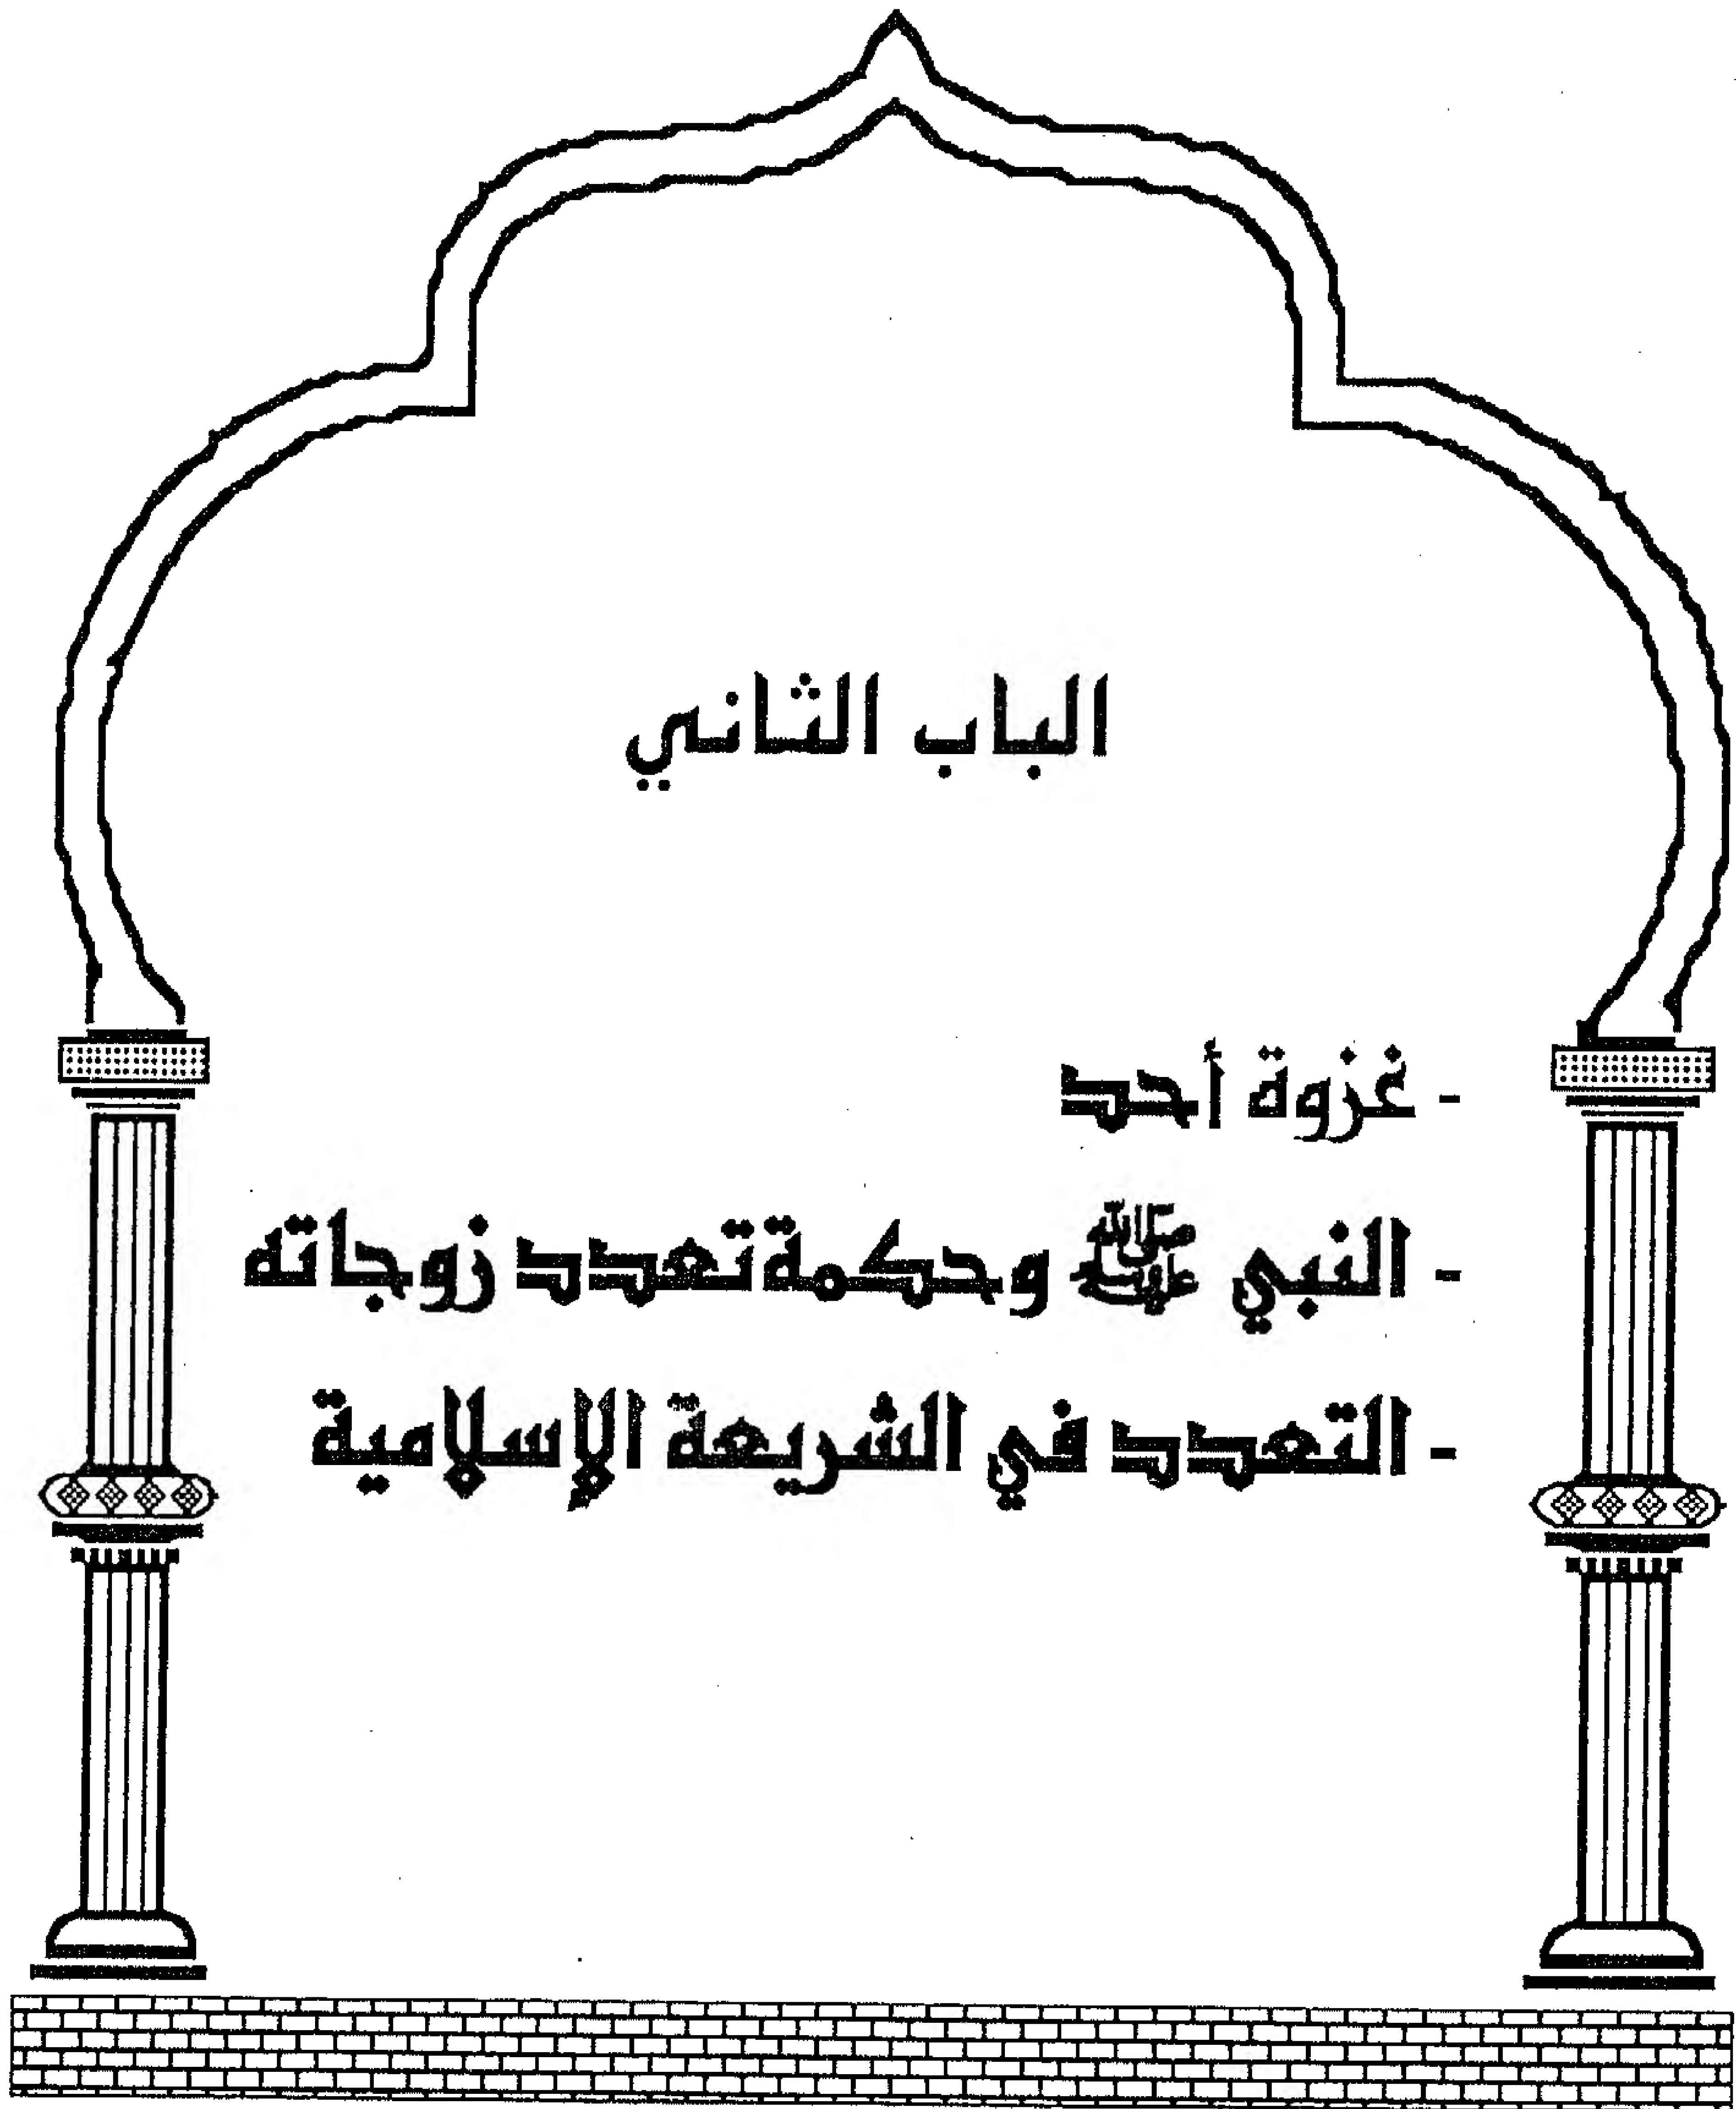 الباب الثاني
- غزوة أحد
- النبي ﷺ وحكمة تعدد زوجاته
- التعدد في الشريعة الإسلامية